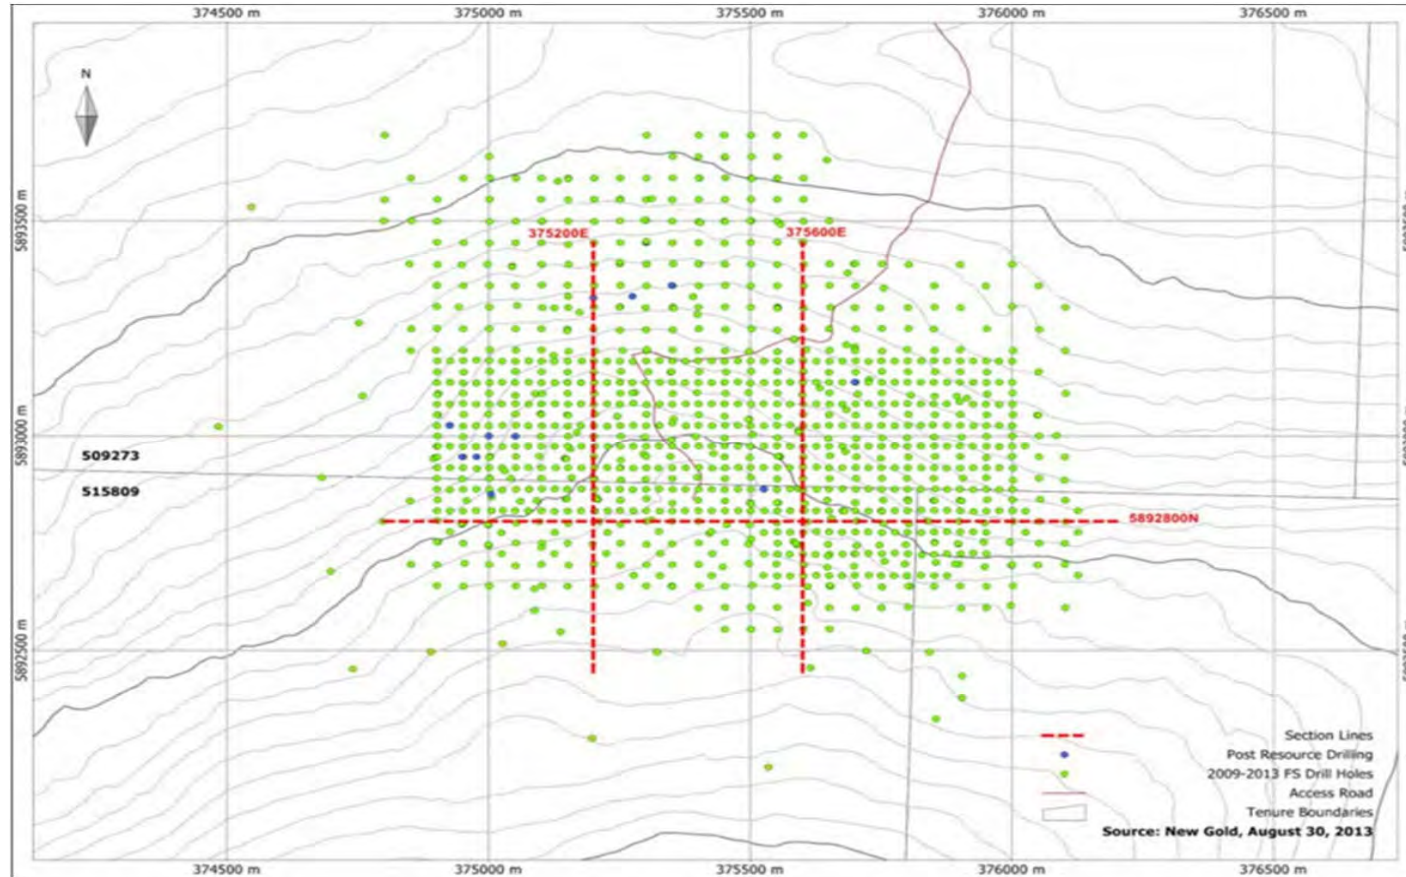 374500 m 375000 m 375500 m 376000 m 376500 m
N
5893500 m
375200E 375600E
5893000 m
509273
515809
5892800N
5892500 m
Section Lines
Post Resource Drilling
2009-2013 FS Drill Holes
Access Road
Tenure Boundaries
Source: New Gold, August 30, 2013
374500 m 375000 m 375500 m 376000 m 376500 m